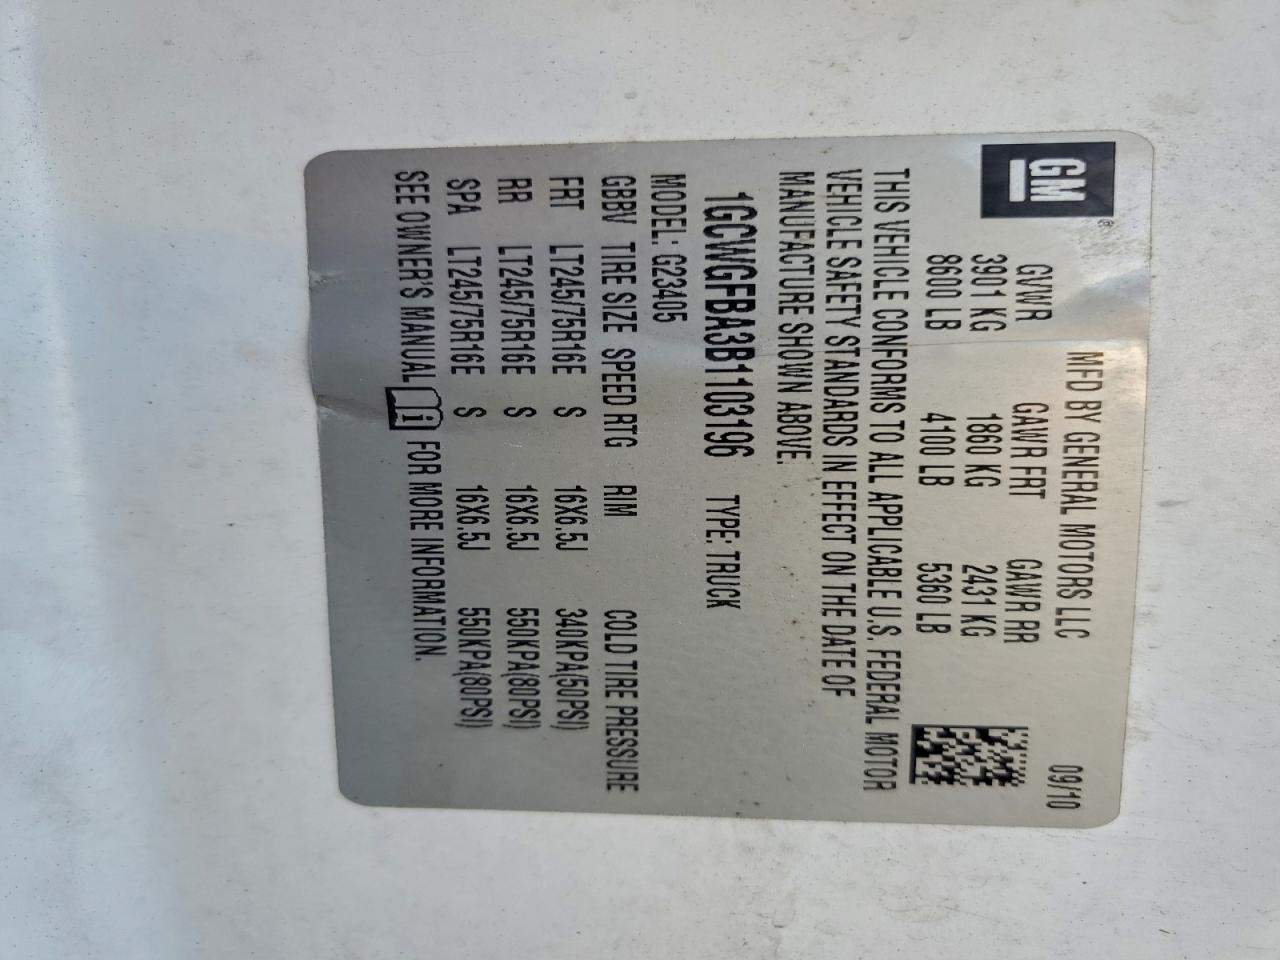 GM®
MFD BY GENERAL MOTORS LLC 09/10
GVWR GAWR FRT GAWR RR
3901 KG 1860 KG 2431 KG
8600 LB 4100 LB 5360 LB
THIS VEHICLE CONFORMS TO ALL APPLICABLE U.S. FEDERAL MOTOR
VEHICLE SAFETY STANDARDS IN EFFECT ON THE DATE OF
MANUFACTURE SHOWN ABOVE.
1GCWGFBA3B1103196 TYPE: TRUCK
MODEL: G23405
GBBV TIRE SIZE SPEED RTG RIM COLD TIRE PRESSURE
FRT LT245/75R16E S 16X6.5J 340KPA(50PSI)
RR LT245/75R16E S 16X6.5J 550KPA(80PSI)
SPA LT245/75R16E S 16X6.5J 550KPA(80PSI)
SEE OWNER'S MANUAL i FOR MORE INFORMATION.